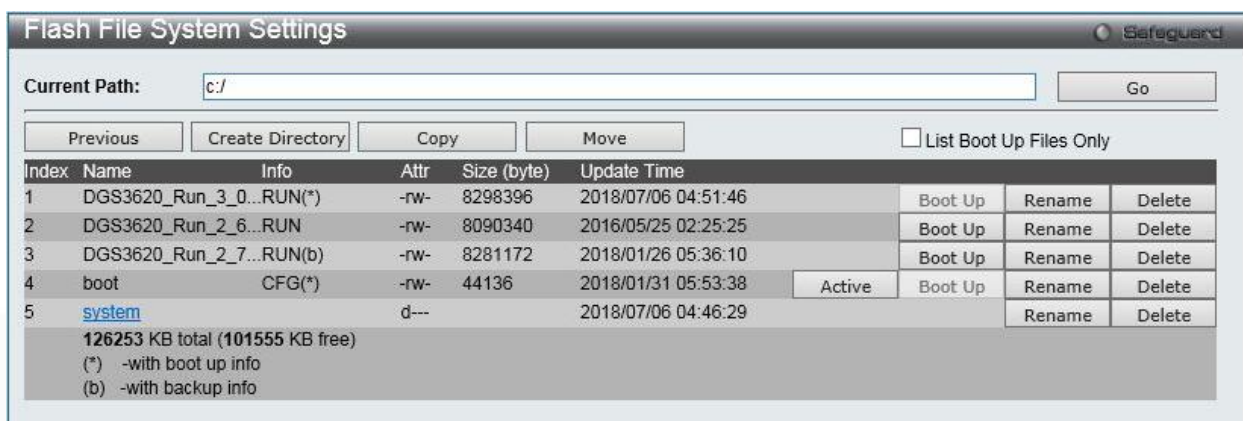 Flash File System Settings Safeguard
Current Path: c:/ Go
Previous Create Directory Copy Move List Boot Up Files Only
Index Name Info Attr Size (byte) Update Time
1 DGS3620_Run_3_0...RUN(*) -rw- 8298396 2018/07/06 04:51:46 Boot Up Rename Delete
2 DGS3620_Run_2_6...RUN -rw- 8090340 2016/05/25 02:25:25 Boot Up Rename Delete
3 DGS3620_Run_2_7...RUN(b) -rw- 8281172 2018/01/26 05:36:10 Boot Up Rename Delete
4 boot CFG(*) -rw- 44136 2018/01/31 05:53:38 Active Boot Up Rename Delete
5 system d--- 2018/07/06 04:46:29 Rename Delete
126253 KB total (101555 KB free)
(*) -with boot up info
(b) -with backup info